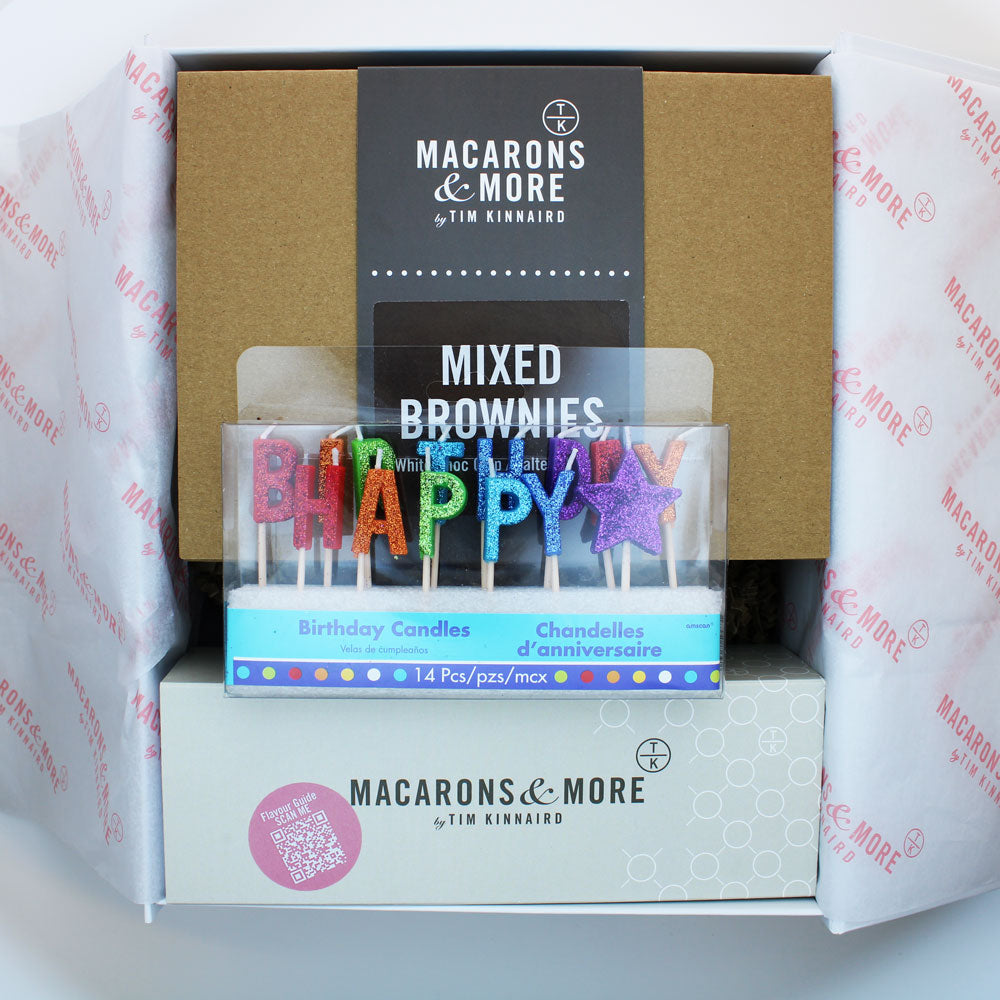 T
K
MACARONS
& MORE
by TIM KINNAIRD
MIXED
BROWNIES
BIRTHDAY
HAPPY
Birthday Candles
Velas de cumpleaños
Chandelles
d'anniversaire
amscan®
14 Pcs/pzs/mcx
T
K
MACARONS & MORE
by TIM KINNAIRD
Flavour Guide
SCAN ME
T
K
MACARONS & MORE
by TIM KINNAIRD